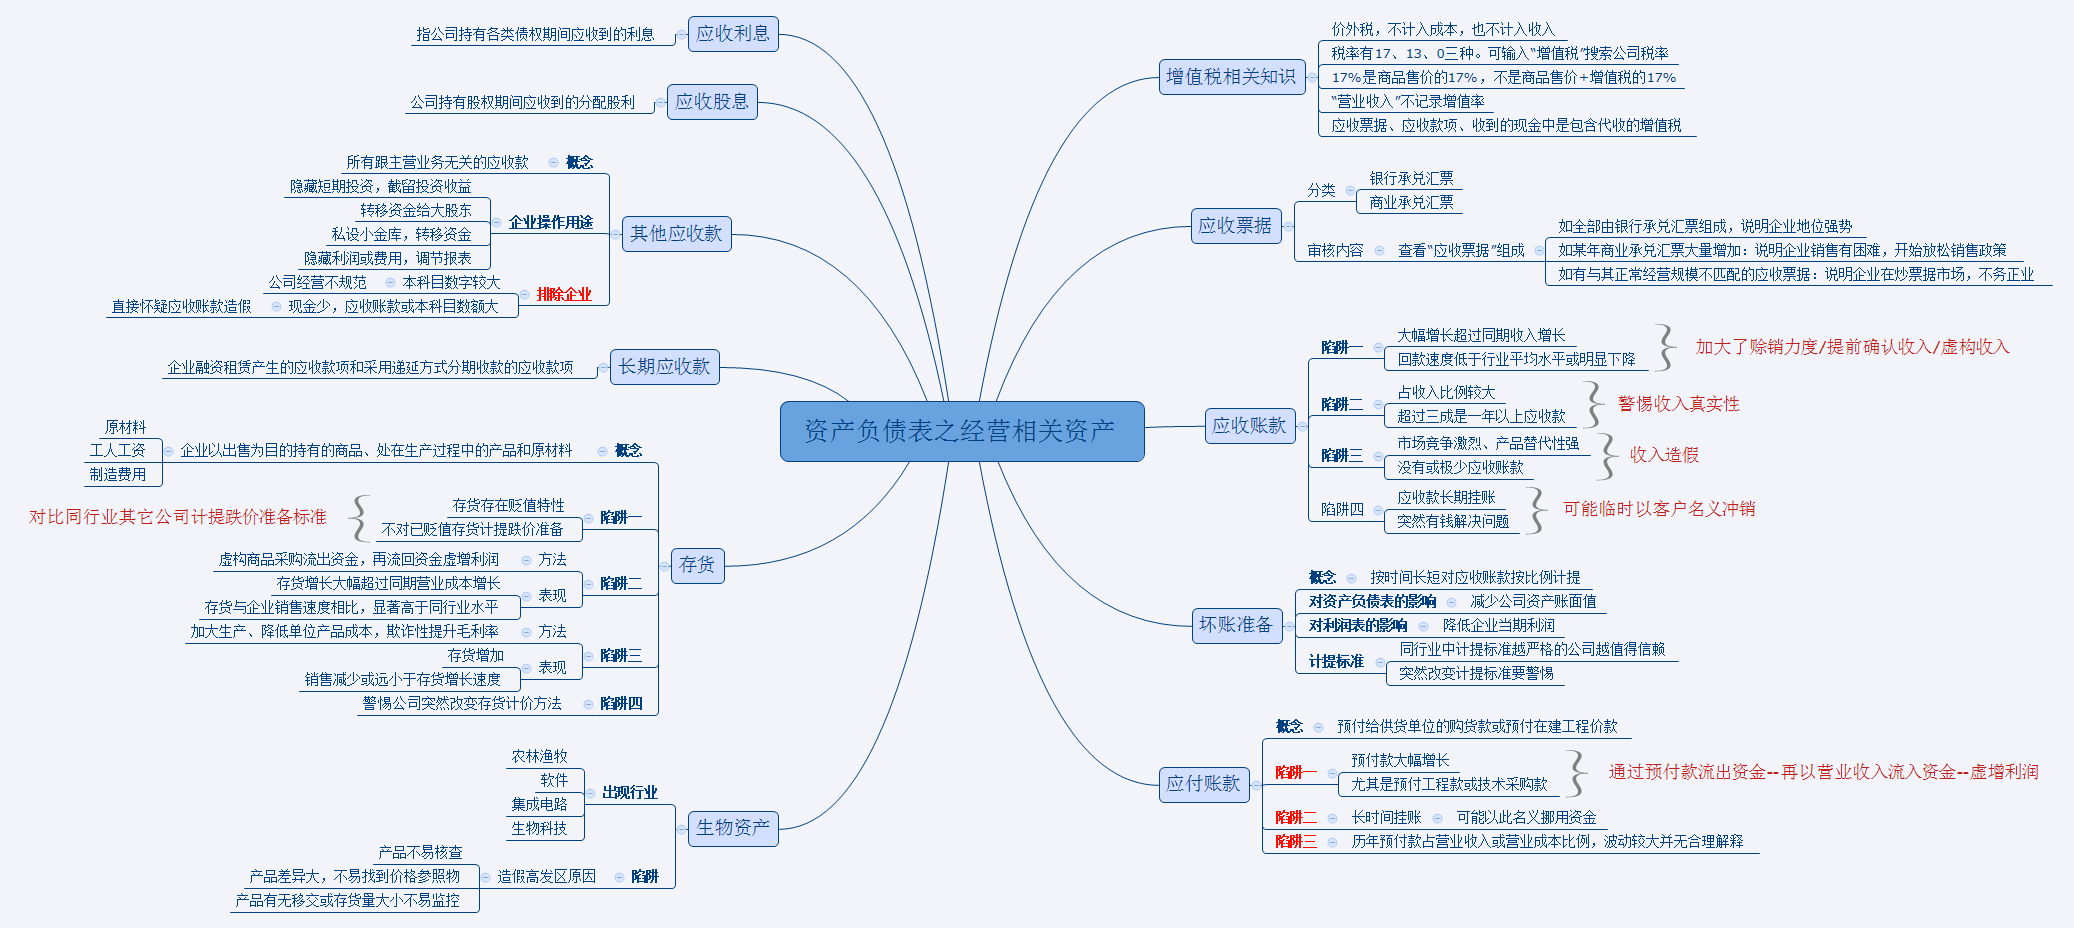 资产负债表之经营相关资产
增值税相关知识
价外税，不计入成本，也不计入收入
税率有17、13、0三种。可输入“增值税”搜索公司税率
17%是商品售价的17%，不是商品售价+增值税的17%
“营业收入”不记录增值率
应收票据、应收款项、收到的现金中是包含代收的增值税
应收票据
分类
银行承兑汇票
商业承兑汇票
审核内容
查看“应收票据”组成
如全部由银行承兑汇票组成，说明企业地位强势
如某年商业承兑汇票大量增加：说明企业销售有困难，开始放松销售政策
如有与其正常经营规模不匹配的应收票据：说明企业在炒票据市场，不务正业
应收账款
陷阱一
大幅增长超过同期收入增长
回款速度低于行业平均水平或明显下降
加大了赊销力度/提前确认收入/虚构收入
陷阱二
占收入比例较大
超过三成是一年以上应收款
警惕收入真实性
陷阱三
市场竞争激烈、产品替代性强
没有或极少应收账款
收入造假
陷阱四
应收款长期挂账
突然有钱解决问题
可能临时以客户名义冲销
坏账准备
概念
按时间长短对应收账款按比例计提
对资产负债表的影响
减少公司资产账面值
对利润表的影响
降低企业当期利润
计提标准
同行业中计提标准越严格的公司越值得信赖
突然改变计提标准要警惕
应付账款
概念
预付给供货单位的购货款或预付在建工程价款
陷阱一
预付款大幅增长
尤其是预付工程款或技术采购款
通过预付款流出资金--再以营业收入流入资金--虚增利润
陷阱二
长时间挂账
可能以此名义挪用资金
陷阱三
历年预付款占营业收入或营业成本比例，波动较大并无合理解释
应收利息
指公司持有各类债权期间应收到的利息
应收股息
公司持有股权期间应收到的分配股利
其他应收款
概念
所有跟主营业务无关的应收款
企业操作用途
隐藏短期投资，截留投资收益
转移资金给大股东
私设小金库，转移资金
隐藏利润或费用，调节报表
排除企业
本科目数字较大
公司经营不规范
现金少，应收账款或本科目数额大
直接怀疑应收账款造假
长期应收款
企业融资租赁产生的应收款项和采用递延方式分期收款的应收款项
存货
概念
企业以出售为目的持有的商品、处在生产过程中的产品和原材料
原材料
工人工资
制造费用
陷阱一
存货存在贬值特性
不对已贬值存货计提跌价准备
对比同行业其它公司计提跌价准备标准
陷阱二
方法
虚构商品采购流出资金，再流回资金虚增利润
表现
存货增长大幅超过同期营业成本增长
存货与企业销售速度相比，显著高于同行业水平
陷阱三
方法
加大生产、降低单位产品成本，欺诈性提升毛利率
表现
存货增加
销售减少或远小于存货增长速度
陷阱四
警惕公司突然改变存货计价方法
生物资产
出现行业
农林渔牧
软件
集成电路
生物科技
陷阱
造假高发区原因
产品不易核查
产品差异大，不易找到价格参照物
产品有无移交或存货量大小不易监控